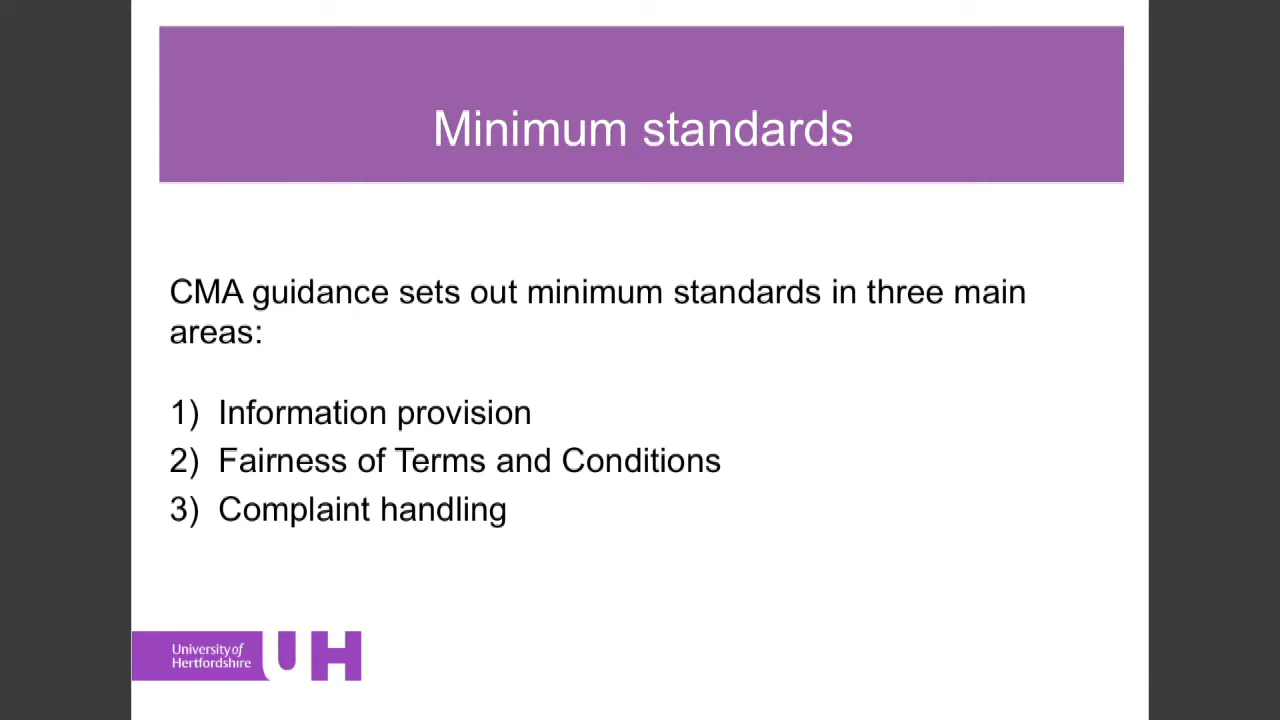 Minimum standards
CMA guidance sets out minimum standards in three main
areas:
1) Information provision
2) Fairness of Terms and Conditions
3) Complaint handling
University of
Hertfordshire
UH